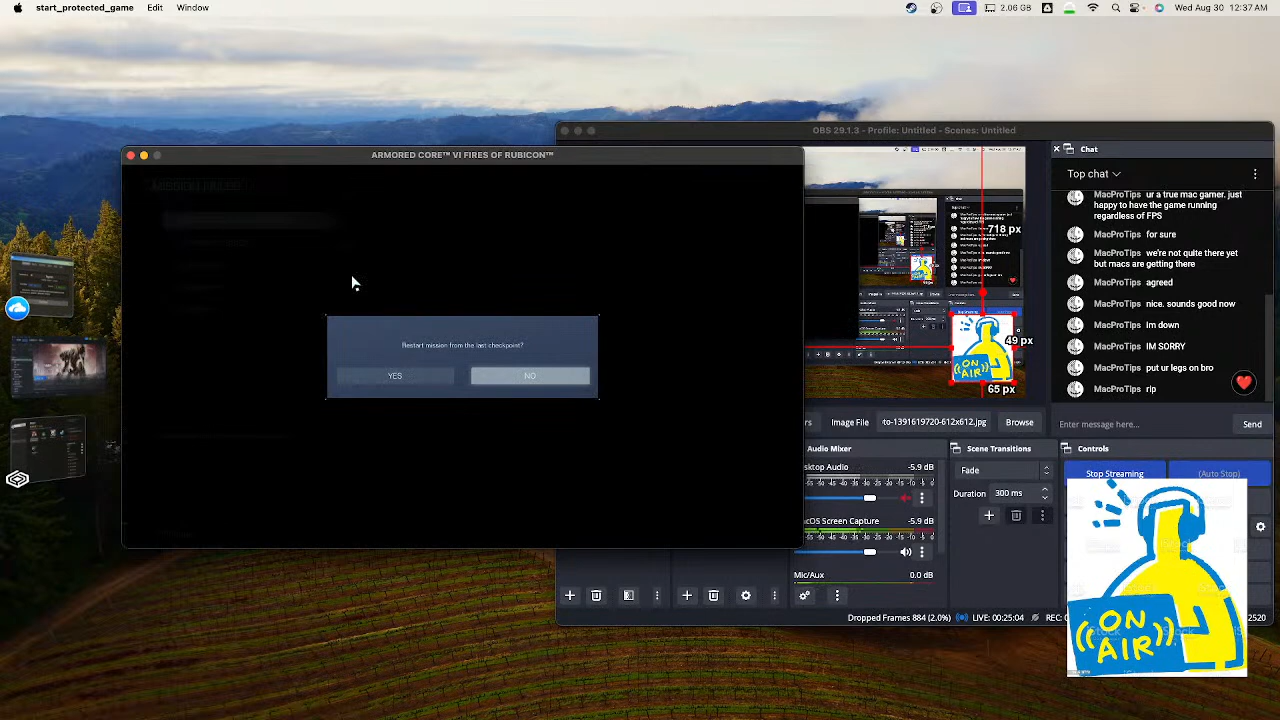 start_protected_game Edit Window
2.06 GB
Wed Aug 30 12:37 AM
OBS 29.1.3 - Profile: Untitled - Scenes: Untitled
ARMORED CORE™ VI FIRES OF RUBICON™
Restart mission from the last checkpoint?
YES
NO
718 px
49 px
65 px
ON
AIR
Chat
Top chat
MacProTips ur a true mac gamer, just
happy to have the game running
regardless of FPS
MacProTips for sure
MacProTips we're not quite there yet
but macs are getting there
MacProTips agreed
MacProTips nice. sounds good now
MacProTips im down
MacProTips IM SORRY
MacProTips put ur legs on bro
MacProTips rip
Enter message here...
Send
Image File
to-1391619720-612x612.jpg
Browse
Audio Mixer
Scene Transitions
Controls
sktop Audio
-5.9 dB
Fade
Stop Streaming
(Auto Stop)
Duration
300 ms
cOS Screen Capture
-5.9 dB
Mic/Aux
0.0 dB
Dropped Frames 884 (2.0%)
LIVE: 00:25:04
REC:
2520
iStock
ON
AIR